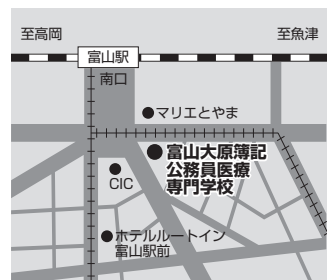 至高岡
至魚津
富山駅
南口
マリエとやま
富山大原簿記
公務員医療
専門学校
CIC
ホテルルートイン
富山駅前